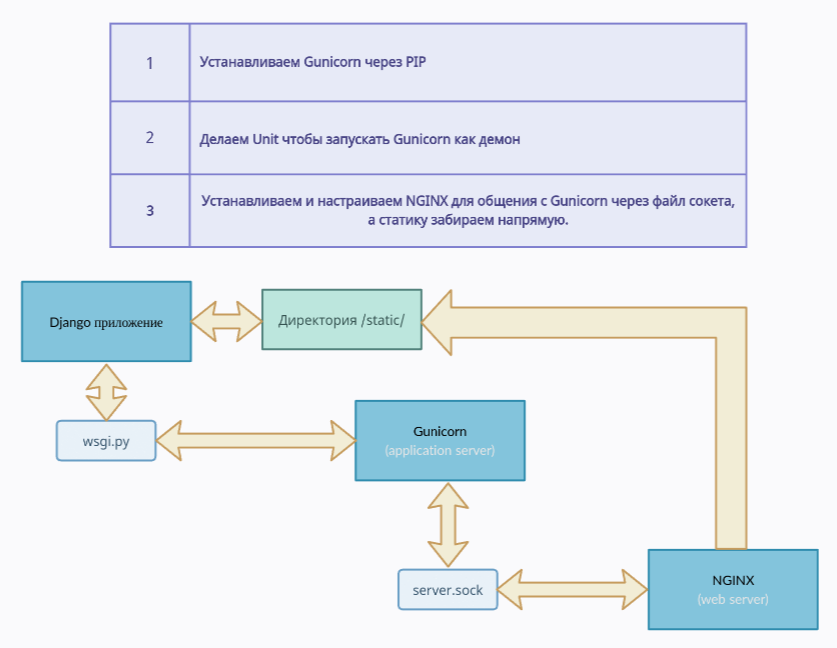 1
Устанавливаем Gunicorn через PIP
2
Делаем Unit чтобы запускать Gunicorn как демон
3
Устанавливаем и настраиваем NGINX для общения с Gunicorn через файл сокета,
а статику забираем напрямую.
Django приложение
Директория /static/
wsgi.py
Gunicorn
(application server)
server.sock
NGINX
(web server)